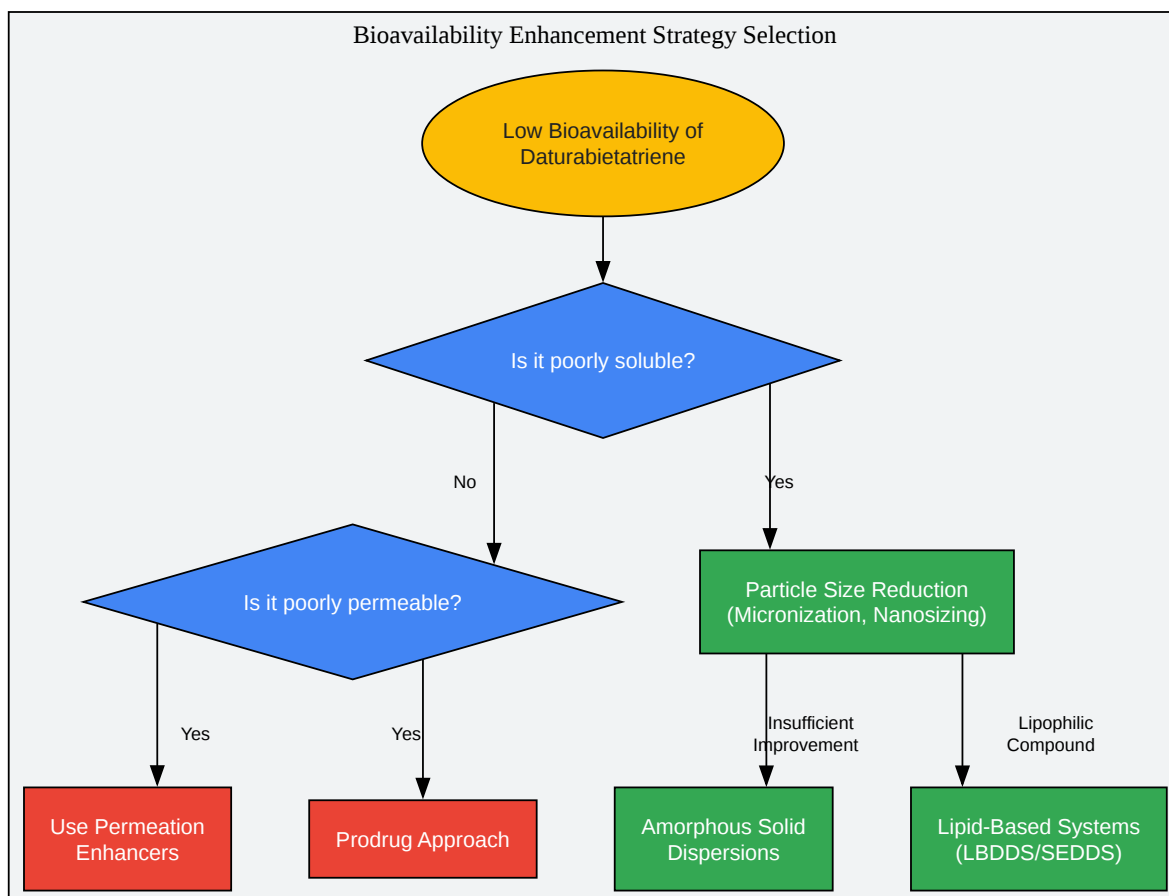 Bioavailability Enhancement Strategy Selection
Low Bioavailability of
Daturabietatriene
Is it poorly soluble?
No
Yes
Is it poorly permeable?
Particle Size Reduction
(Micronization, Nanosizing)
Yes
Yes
Insufficient
Improvement
Lipophilic
Compound
Use Permeation
Enhancers
Prodrug Approach
Amorphous Solid
Dispersions
Lipid-Based Systems
(LBDDS/SEDDS)